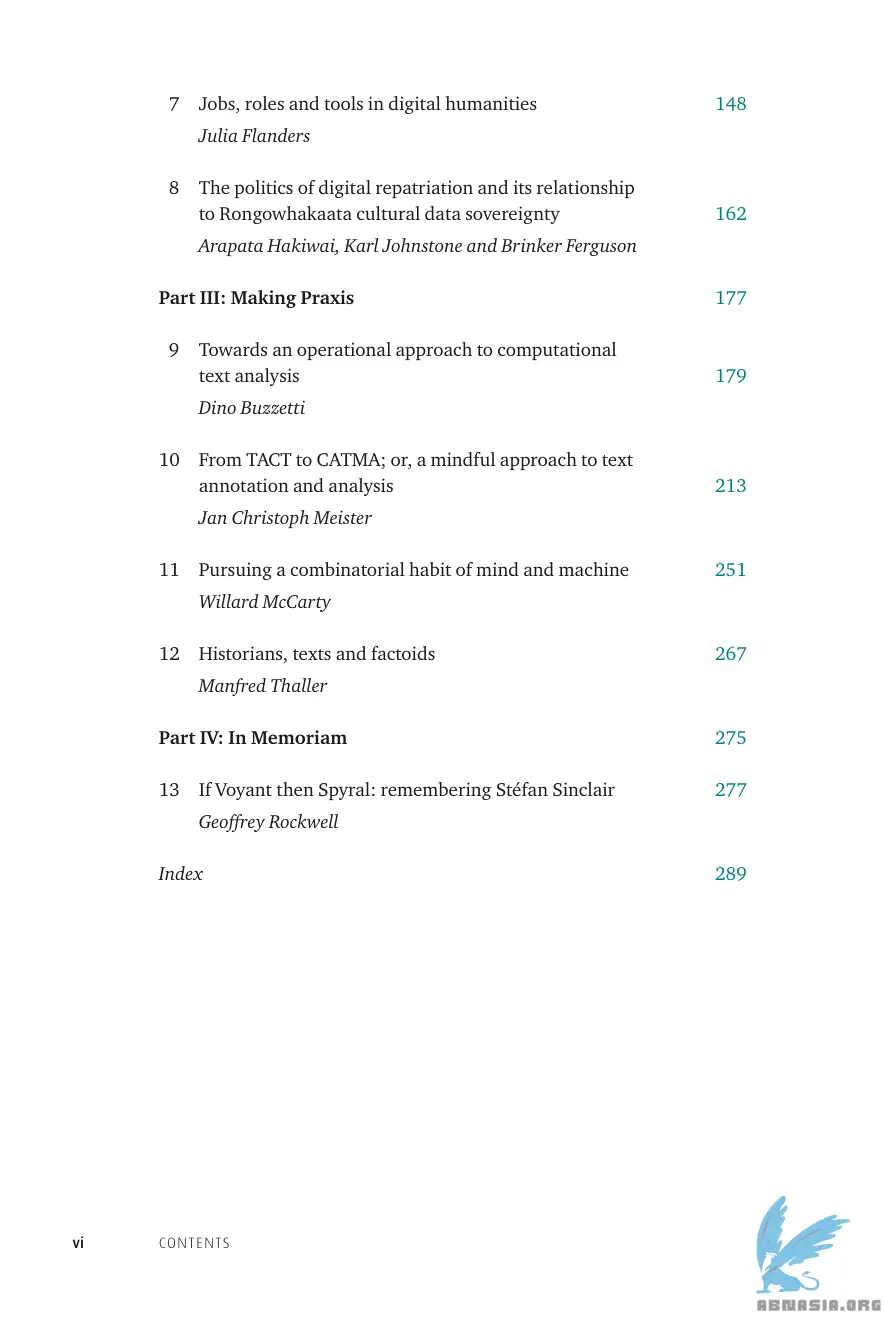 7 Jobs, roles and tools in digital humanities 148
Julia Flanders
8 The politics of digital repatriation and its relationship
to Rongowhakaata cultural data sovereignty 162
Arapata Hakiwai, Karl Johnstone and Brinker Ferguson
Part III: Making Praxis 177
9 Towards an operational approach to computational
text analysis 179
Dino Buzzetti
10 From TACT to CATMA; or, a mindful approach to text
annotation and analysis 213
Jan Christoph Meister
11 Pursuing a combinatorial habit of mind and machine 251
Willard McCarty
12 Historians, texts and factoids 267
Manfred Thaller
Part IV: In Memoriam 275
13 If Voyant then Spyral: remembering Stéfan Sinclair 277
Geoffrey Rockwell
Index 289
vi CONTENTS
ABNASIA.ORG